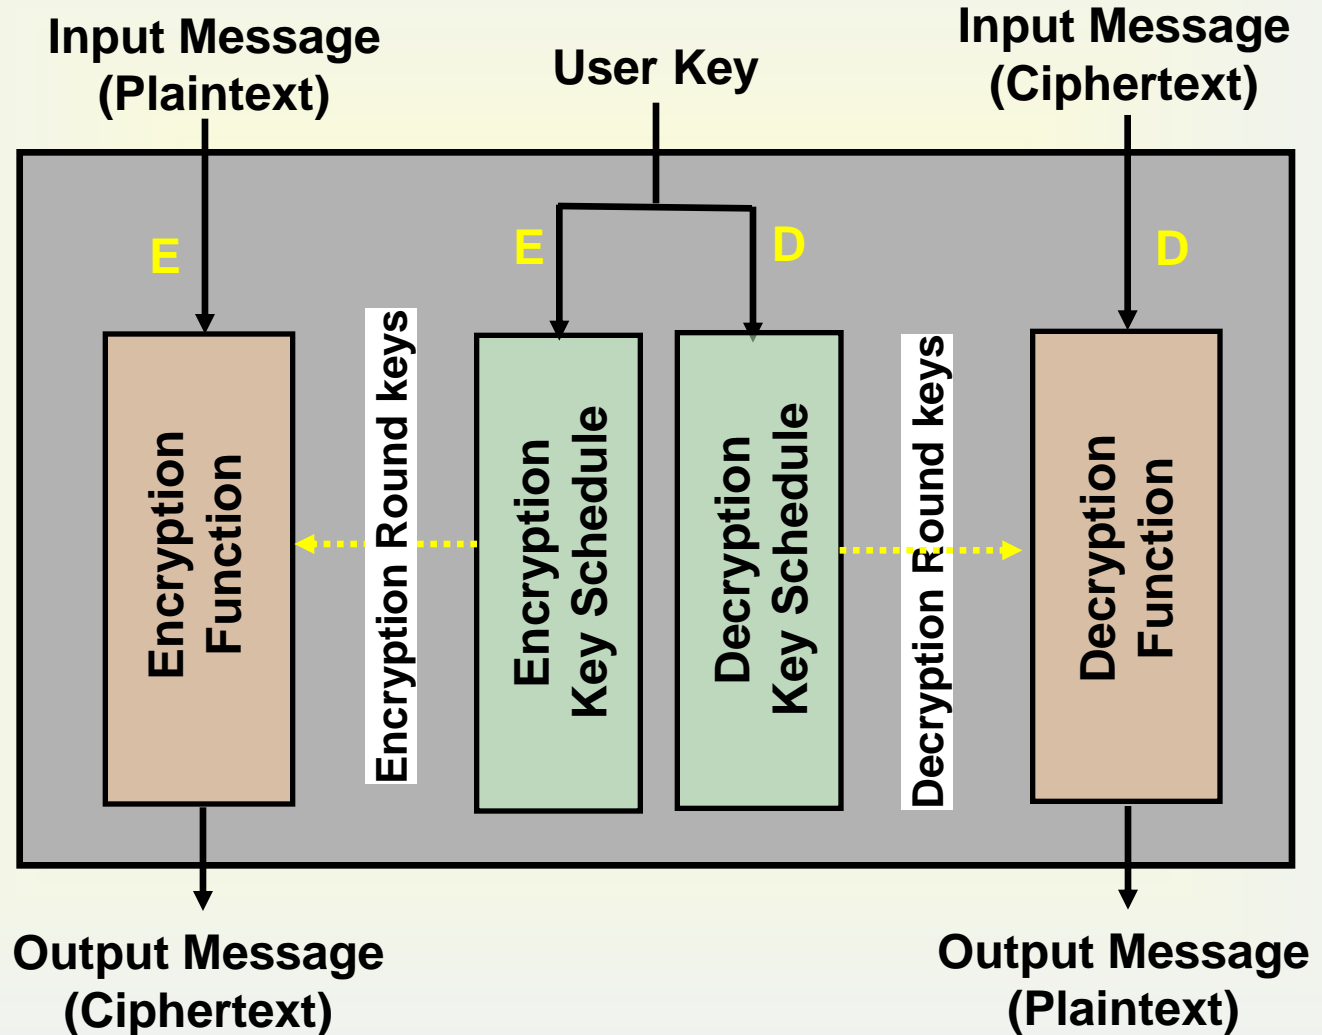 Input Message
(Plaintext)
User Key
Input Message
(Ciphertext)
E
E
D
D
Encryption
Function
Encryption Round keys
Encryption
Key Schedule
Decryption
Key Schedule
Decryption Round keys
Decryption
Function
Output Message
(Ciphertext)
Output Message
(Plaintext)